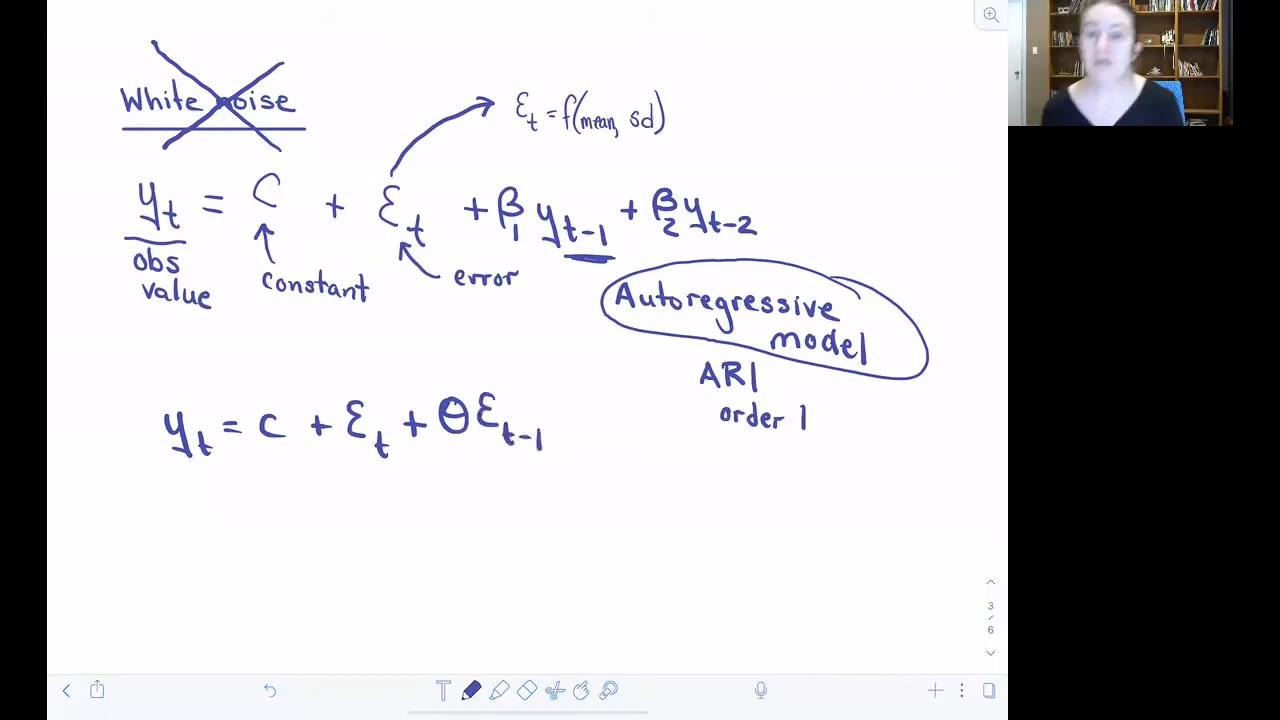 White noise
εₜ = f(mean, sd)
yₜ = C + εₜ + β₁ yₜ₋₁ + β₂ yₜ₋₂
obs value
constant
error
Autoregressive
model
AR1
order 1
yₜ = c + εₜ + θ εₜ₋₁
3
/
6
T